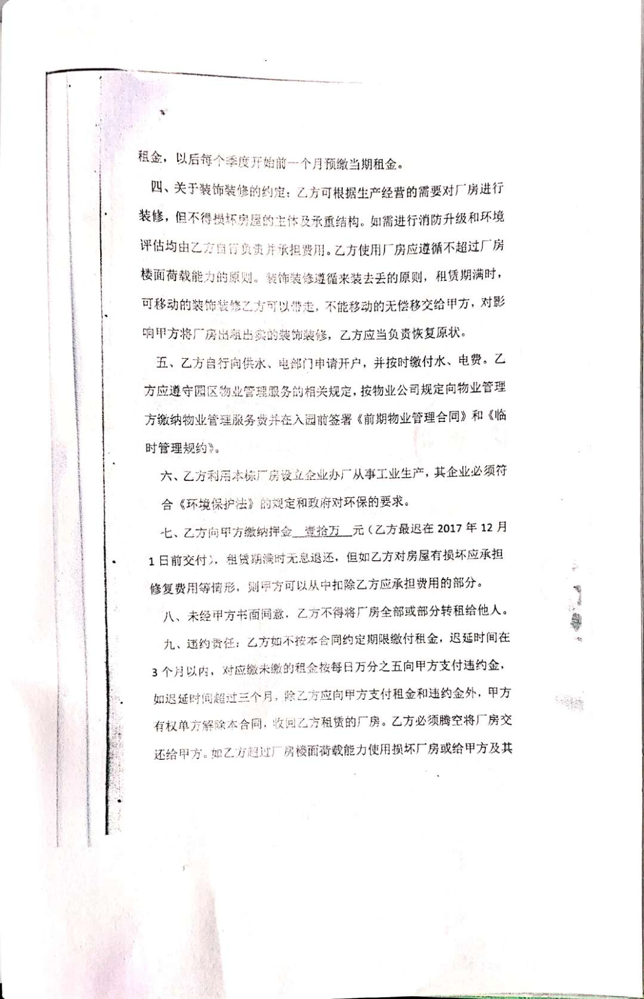 租金，以后每个季度开始前一个月预缴当期租金。
四、关于装饰装修的约定：乙方可根据生产经营的需要对厂房进行
装修，但不得损坏房屋的主体及承重结构。如需进行消防升级和环境
评估均由乙方自行负责并承担费用。乙方使用厂房应遵循不超过厂房
楼面荷载能力的原则。装饰装修遵循来装去丢的原则，租赁期满时，
可移动的装饰装修乙方可以带走，不能移动的无偿移交给甲方，对影
响甲方将厂房出租出卖的装饰装修，乙方应当负责恢复原状。
五、乙方自行向供水、电部门申请开户，并按时缴付水、电费。乙
方应遵守园区物业管理服务的相关规定，按物业公司规定向物业管理
方缴纳物业管理服务费并在入园前签署《前期物业管理合同》和《临
时管理规约》。
六、乙方利用本栋厂房设立企业办厂从事工业生产，其企业必须符
合《环境保护法》的规定和政府对环保的要求。
七、乙方向甲方缴纳押金 壹拾万 元（乙方最迟在 2017 年 12 月
1 日前交付），租赁期满时无息退还，但如乙方对房屋有损坏应承担
修复费用等情形，则甲方可以从中扣除乙方应承担费用的部分。
八、未经甲方书面同意，乙方不得将厂房全部或部分转租给他人。
九、违约责任：乙方如不按本合同约定期限缴付租金，迟延时间在
3 个月以内，对应缴未缴的租金按每日万分之五向甲方支付违约金，
如迟延时间超过三个月，除乙方应向甲方支付租金和违约金外，甲方
有权单方解除本合同，收回乙方租赁的厂房。乙方必须腾空将厂房交
还给甲方。如乙方超过厂房楼面荷载能力使用损坏厂房或给甲方及其